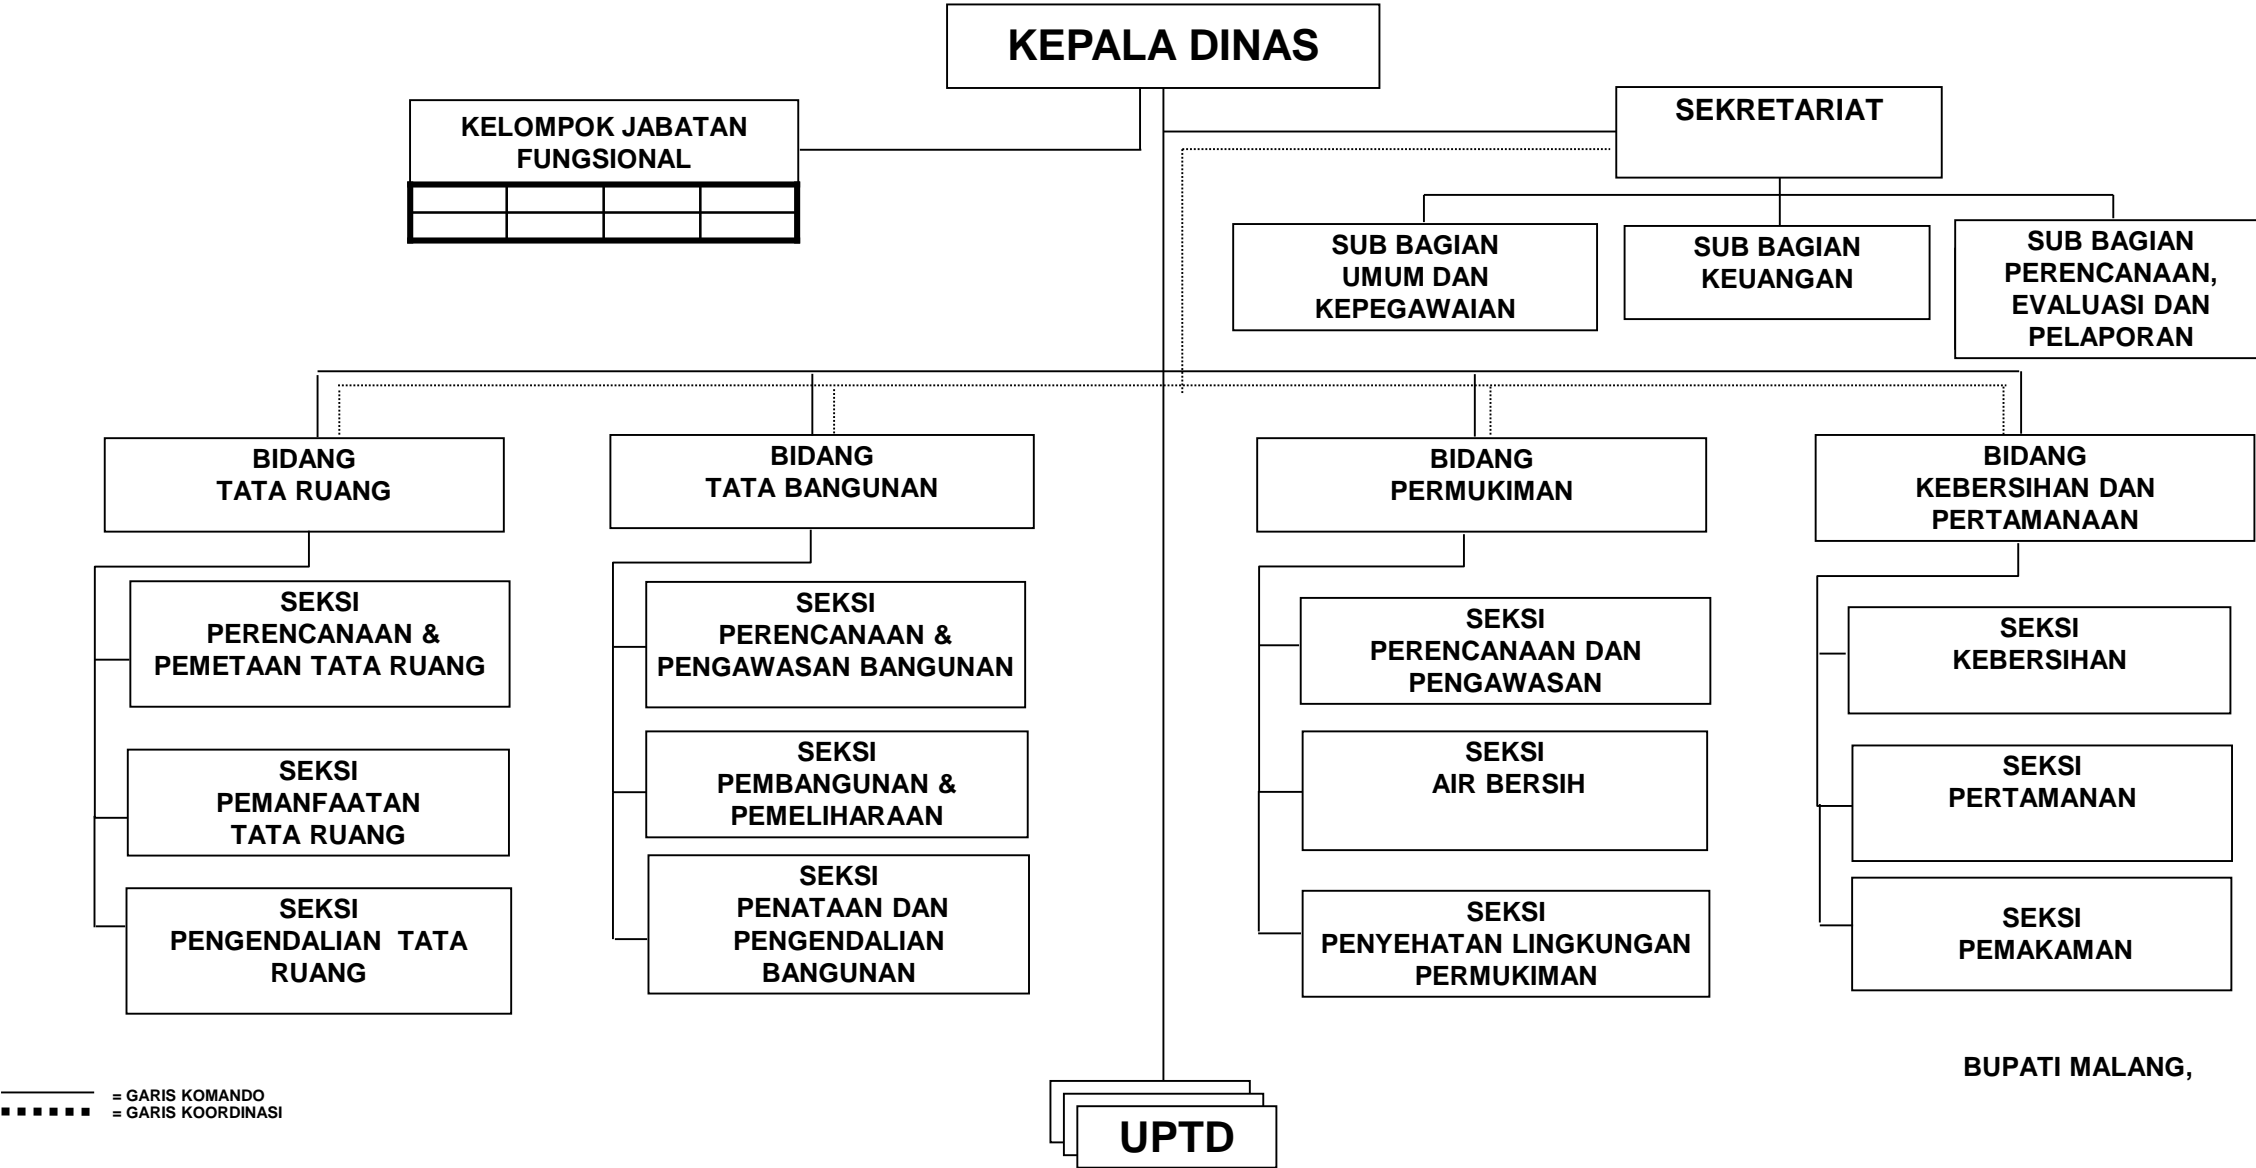 KEPALA DINAS
KELOMPOK JABATAN
FUNGSIONAL
SEKRETARIAT
SUB BAGIAN
UMUM DAN
KEPEGAWAIAN
SUB BAGIAN
KEUANGAN
SUB BAGIAN
PERENCANAAN,
EVALUASI DAN
PELAPORAN
BIDANG
TATA RUANG
BIDANG
TATA BANGUNAN
BIDANG
PERMUKIMAN
BIDANG
KEBERSIHAN DAN
PERTAMANAAN
SEKSI
PERENCANAAN &
PEMETAAN TATA RUANG
SEKSI
PEMANFAATAN
TATA RUANG
SEKSI
PENGENDALIAN TATA
RUANG
SEKSI
PERENCANAAN &
PENGAWASAN BANGUNAN
SEKSI
PEMBANGUNAN &
PEMELIHARAAN
SEKSI
PENATAAN DAN
PENGENDALIAN
BANGUNAN
SEKSI
PERENCANAAN DAN
PENGAWASAN
SEKSI
AIR BERSIH
SEKSI
PENYEHATAN LINGKUNGAN
PERMUKIMAN
SEKSI
KEBERSIHAN
SEKSI
PERTAMANAN
SEKSI
PEMAKAMAN
BUPATI MALANG,
= GARIS KOMANDO
= GARIS KOORDINASI
UPTD